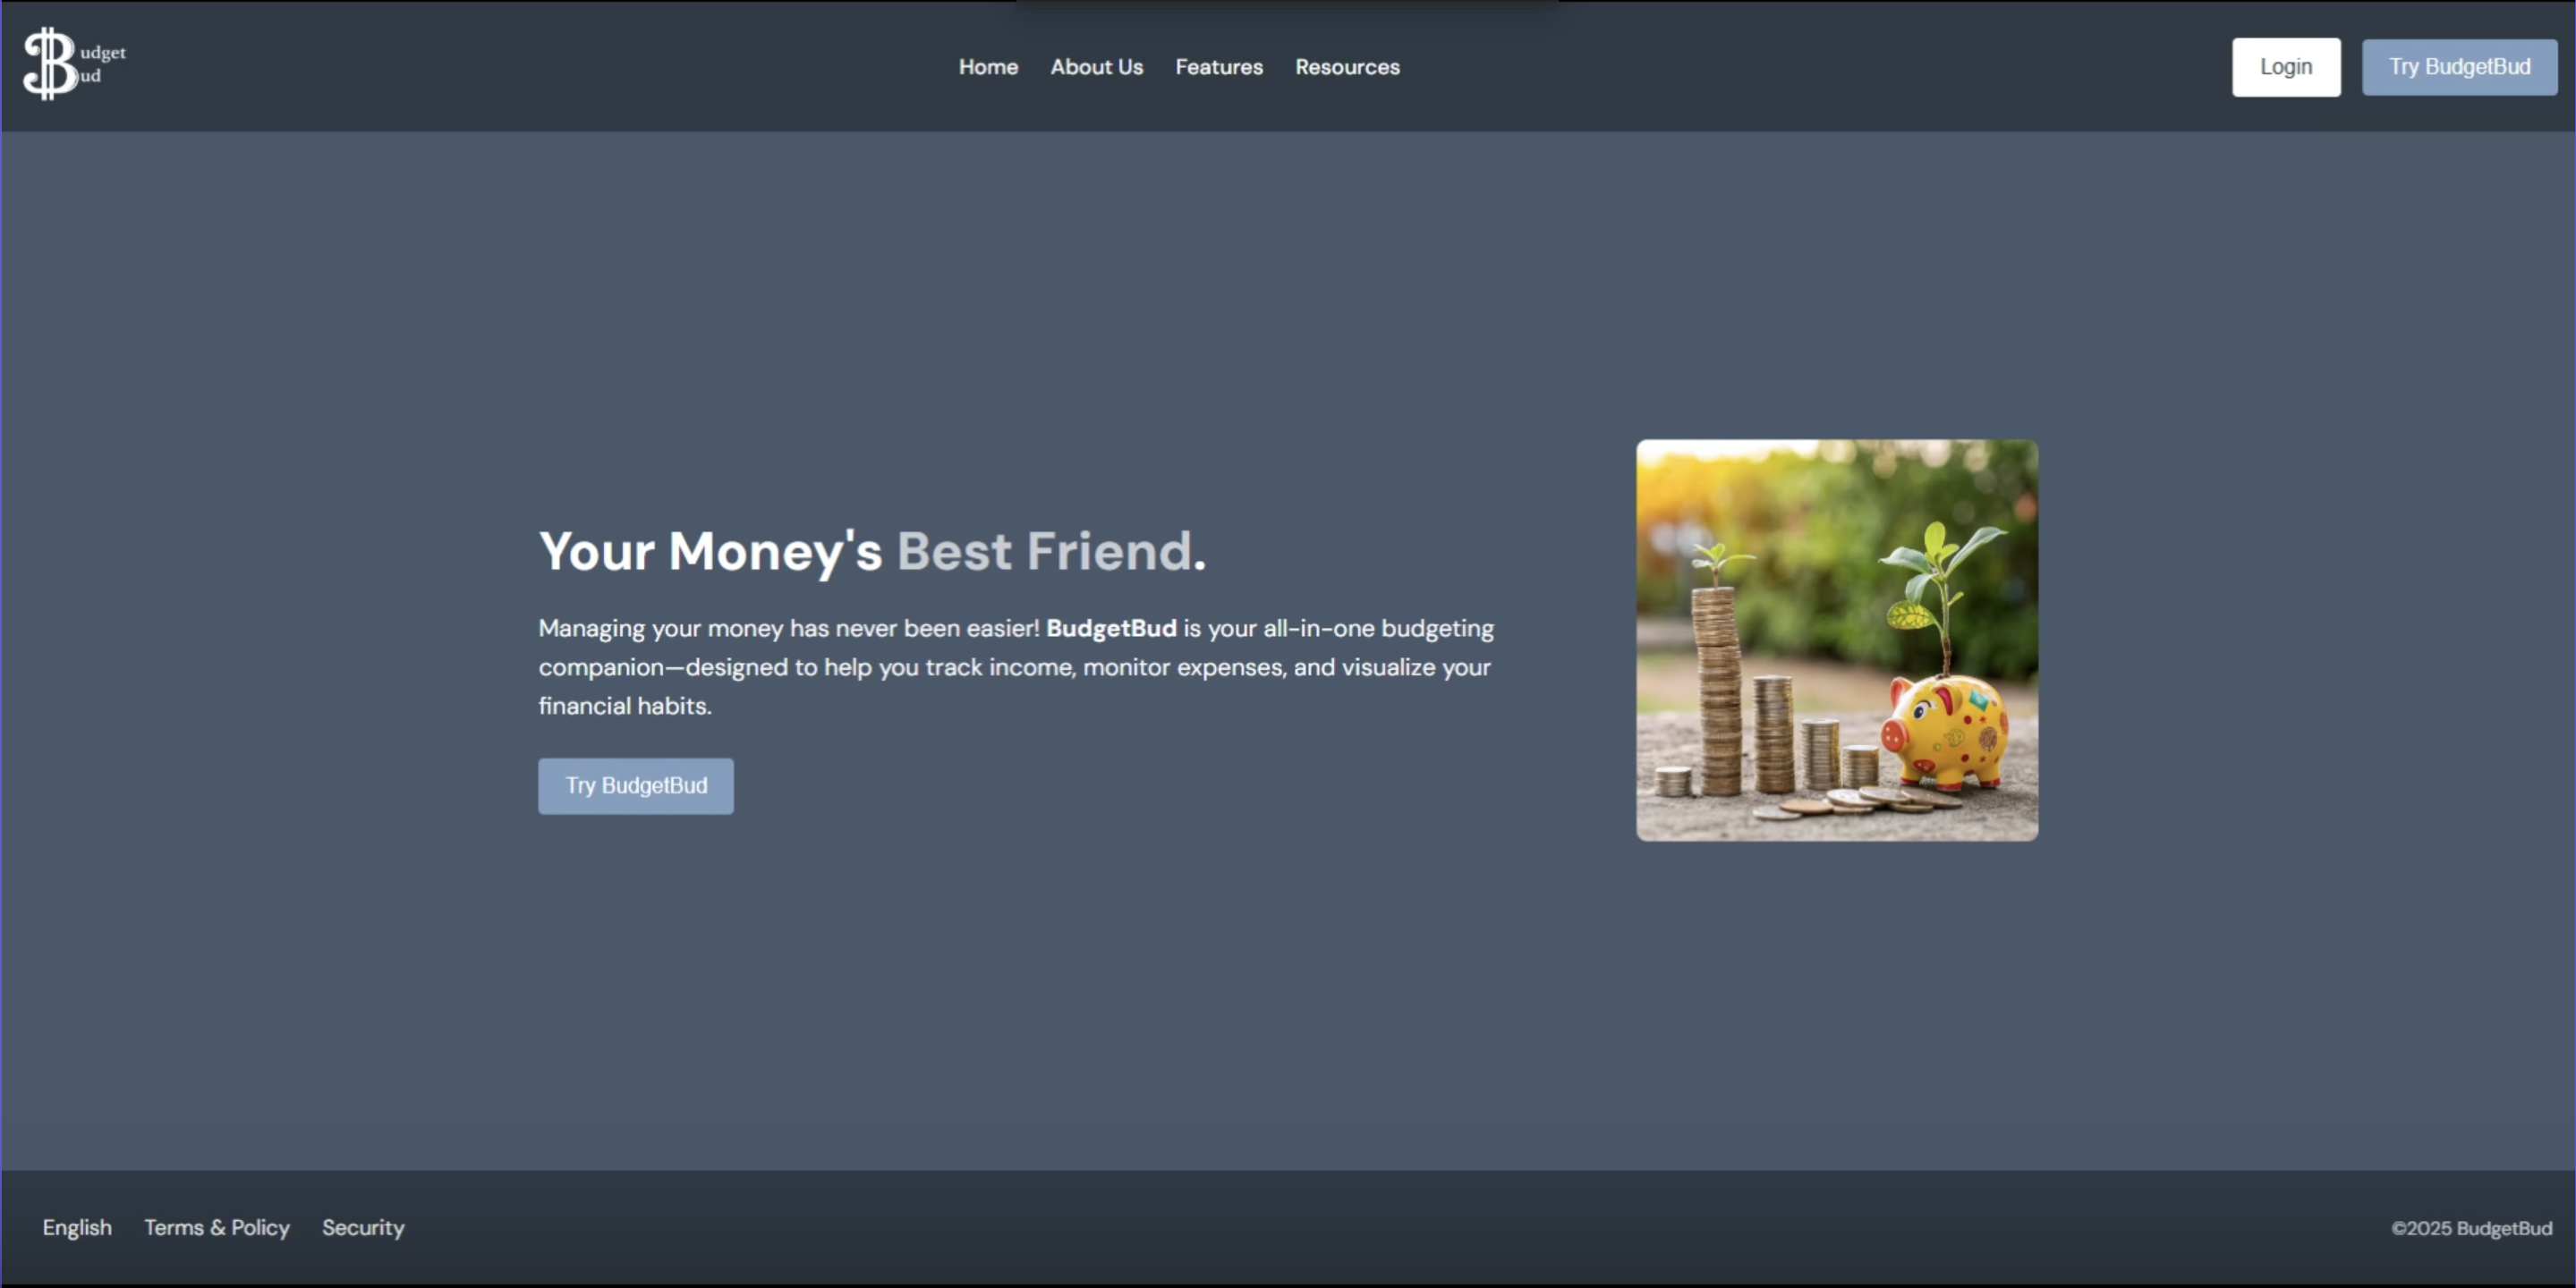 Budget
Bud
Home About Us Features Resources
Login
Try BudgetBud
Your Money's Best Friend.
Managing your money has never been easier! BudgetBud is your all-in-one budgeting
companion—designed to help you track income, monitor expenses, and visualize your
financial habits.
Try BudgetBud
English Terms & Policy Security
©2025 BudgetBud